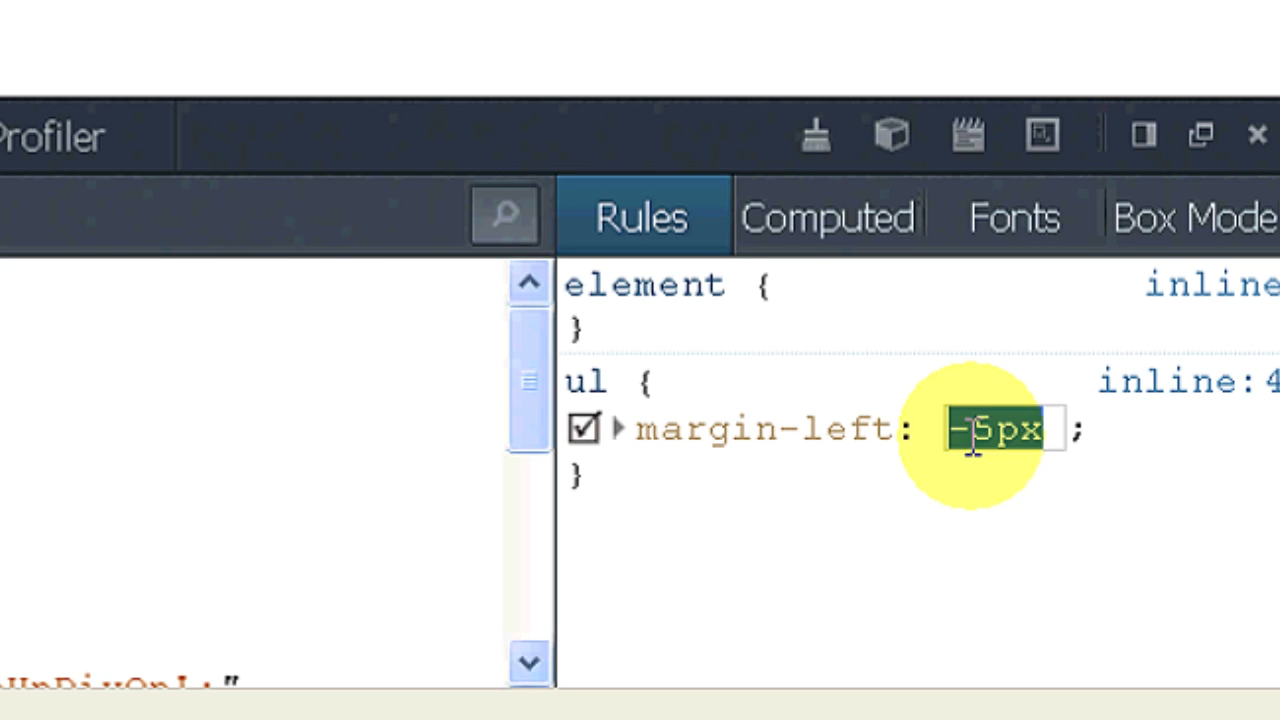 Profiler
Rules Computed Fonts Box Mode
element { inline
}
ul { inline:4
margin-left: -5px ;
}